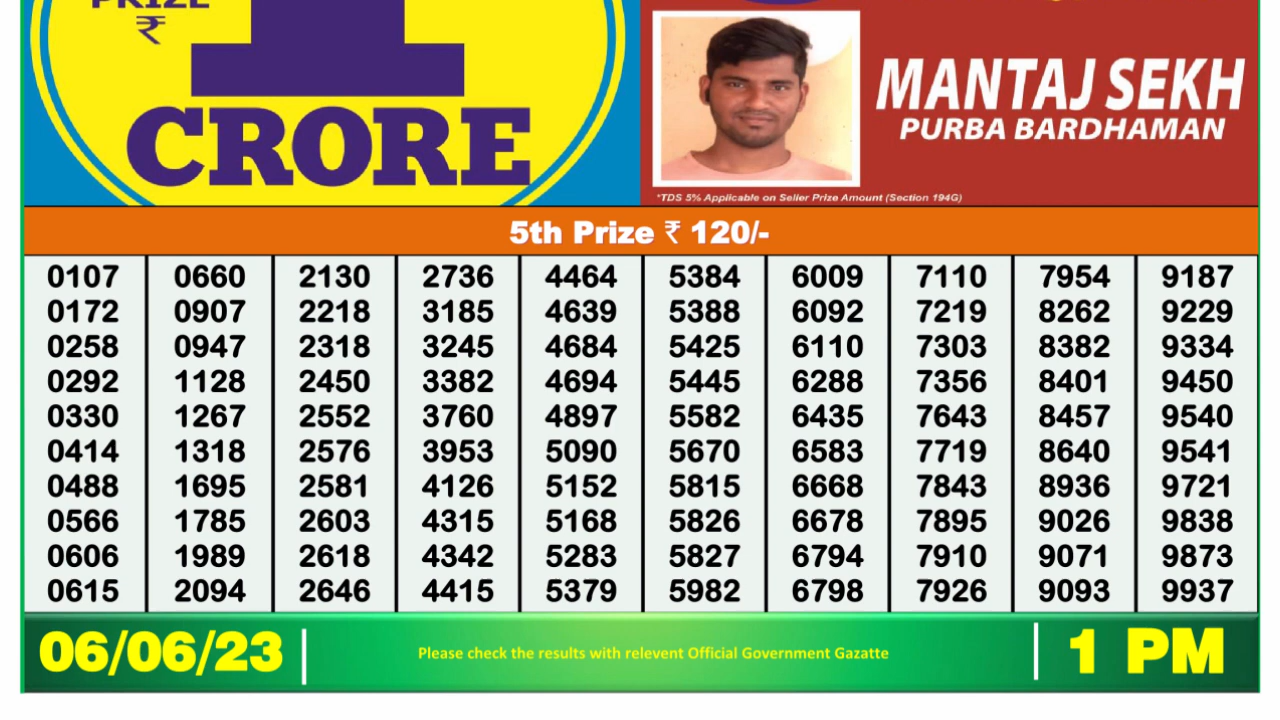 PRIZE
₹
1
CRORE
MANTAJ SEKH
PURBA BARDHAMAN
*TDS 5% Applicable on Seller Prize Amount (Section 194G)
5th Prize ₹ 120/-
0107 0660 2130 2736 4464 5384 6009 7110 7954 9187
0172 0907 2218 3185 4639 5388 6092 7219 8262 9229
0258 0947 2318 3245 4684 5425 6110 7303 8382 9334
0292 1128 2450 3382 4694 5445 6288 7356 8401 9450
0330 1267 2552 3760 4897 5582 6435 7643 8457 9540
0414 1318 2576 3953 5090 5670 6583 7719 8640 9541
0488 1695 2581 4126 5152 5815 6668 7843 8936 9721
0566 1785 2603 4315 5168 5826 6678 7895 9026 9838
0606 1989 2618 4342 5283 5827 6794 7910 9071 9873
0615 2094 2646 4415 5379 5982 6798 7926 9093 9937
06/06/23
Please check the results with relevent Official Government Gazatte
1 PM